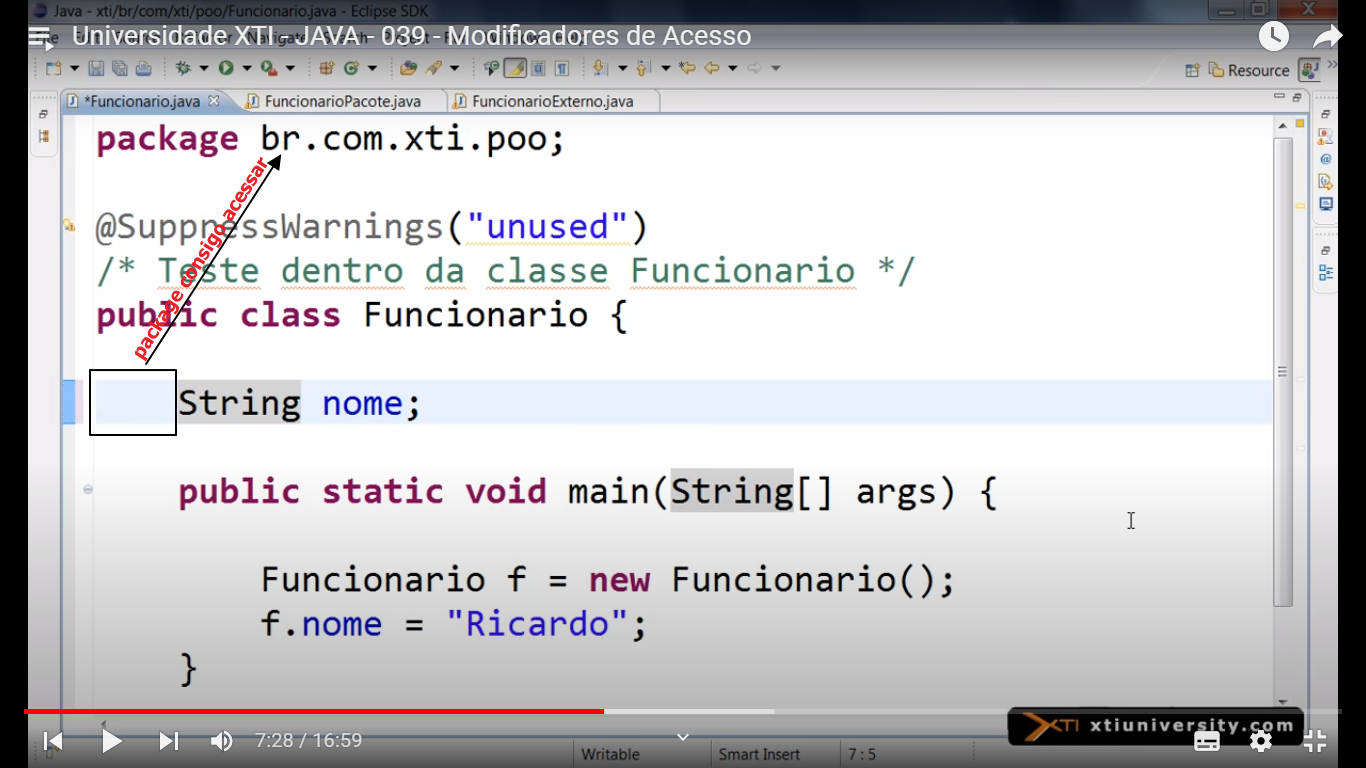 Java - xti/br/com/xti/poo/Funcionario.java - Eclipse SDK
Universidade XTI - JAVA - 039 - Modificadores de Acesso
Resource
*Funcionario.java
FuncionarioPacote.java
FuncionarioExterno.java
package br.com.xti.poo;
package consigo acessar
@SuppressWarnings("unused")
/* Teste dentro da classe Funcionario */
public class Funcionario {
String nome;
public static void main(String[] args) {
Funcionario f = new Funcionario();
f.nome = "Ricardo";
}
XTI xtiuniversity.com
7:28 / 16:59
Writable
Smart Insert
7 : 5